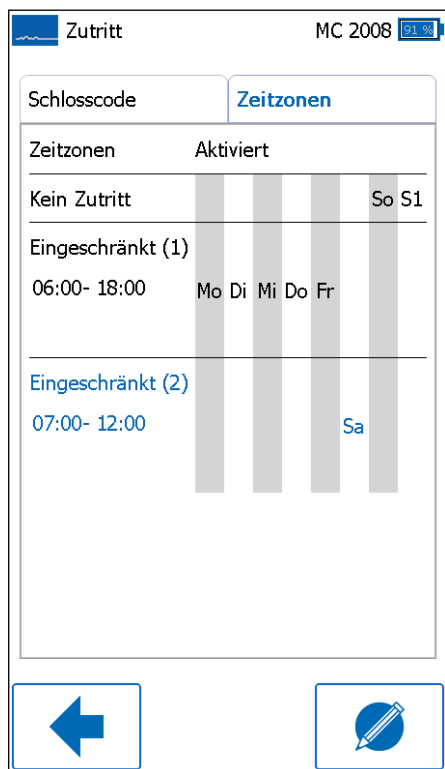 Zutritt MC 2008 91 %
Schlosscode Zeitzonen
Zeitzonen Aktiviert
Kein Zutritt So S1
Eingeschränkt (1)
06:00- 18:00 Mo Di Mi Do Fr
Eingeschränkt (2)
07:00- 12:00 Sa